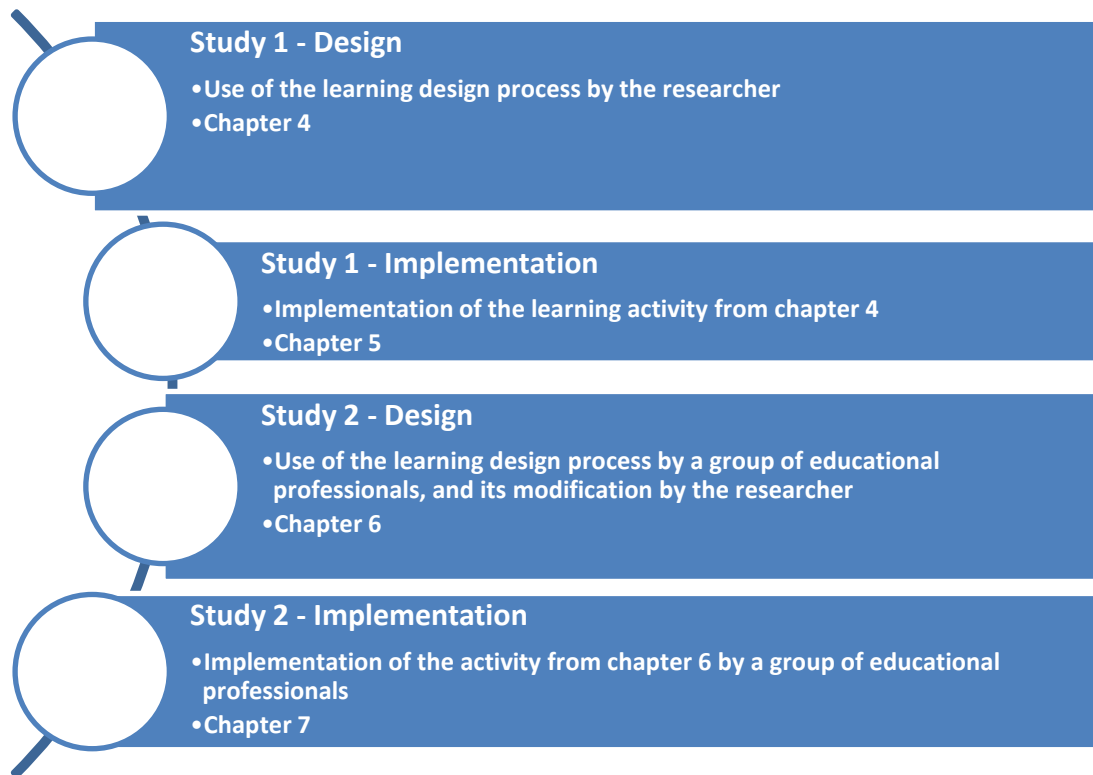 Study 1 - Design
•Use of the learning design process by the researcher
•Chapter 4
Study 1 - Implementation
•Implementation of the learning activity from chapter 4
•Chapter 5
Study 2 - Design
•Use of the learning design process by a group of educational
professionals, and its modification by the researcher
•Chapter 6
Study 2 - Implementation
•Implementation of the activity from chapter 6 by a group of educational
professionals
•Chapter 7